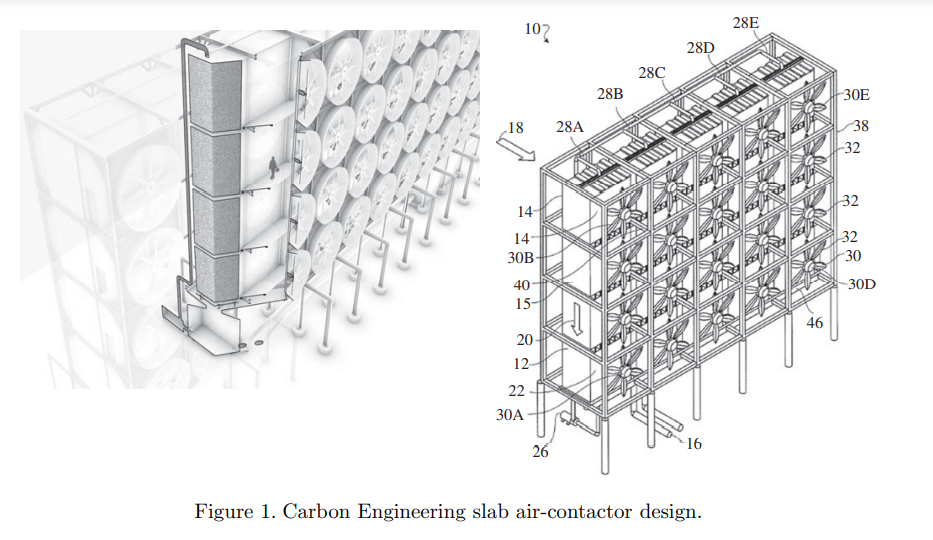 10
28E
28D
28C
28B
28A
18
30E
38
32
14
32
14
30B
32
40
30
15
30D
20
46
12
22
30A
16
26
Figure 1. Carbon Engineering slab air-contactor design.